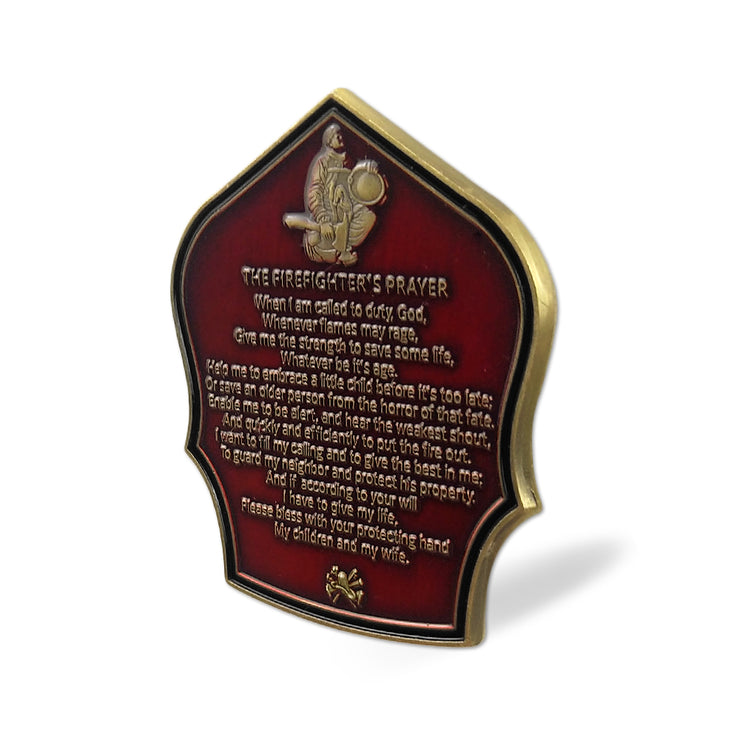 THE FIREFIGHTER'S PRAYER
When I am called to duty, God,
Whenever flames may rage,
Give me the strength to save some life,
Whatever be it's age.
Help me to embrace a little child before it's too late;
Or save an older person from the horror of that fate.
Enable me to be alert, and hear the weakest shout,
And quickly and efficiently to put the fire out.
I want to fill my calling and to give the best in me;
To guard my neighbor and protect his property.
And if according to your will
I have to give my life,
Please bless with your protecting hand
My children and my wife.